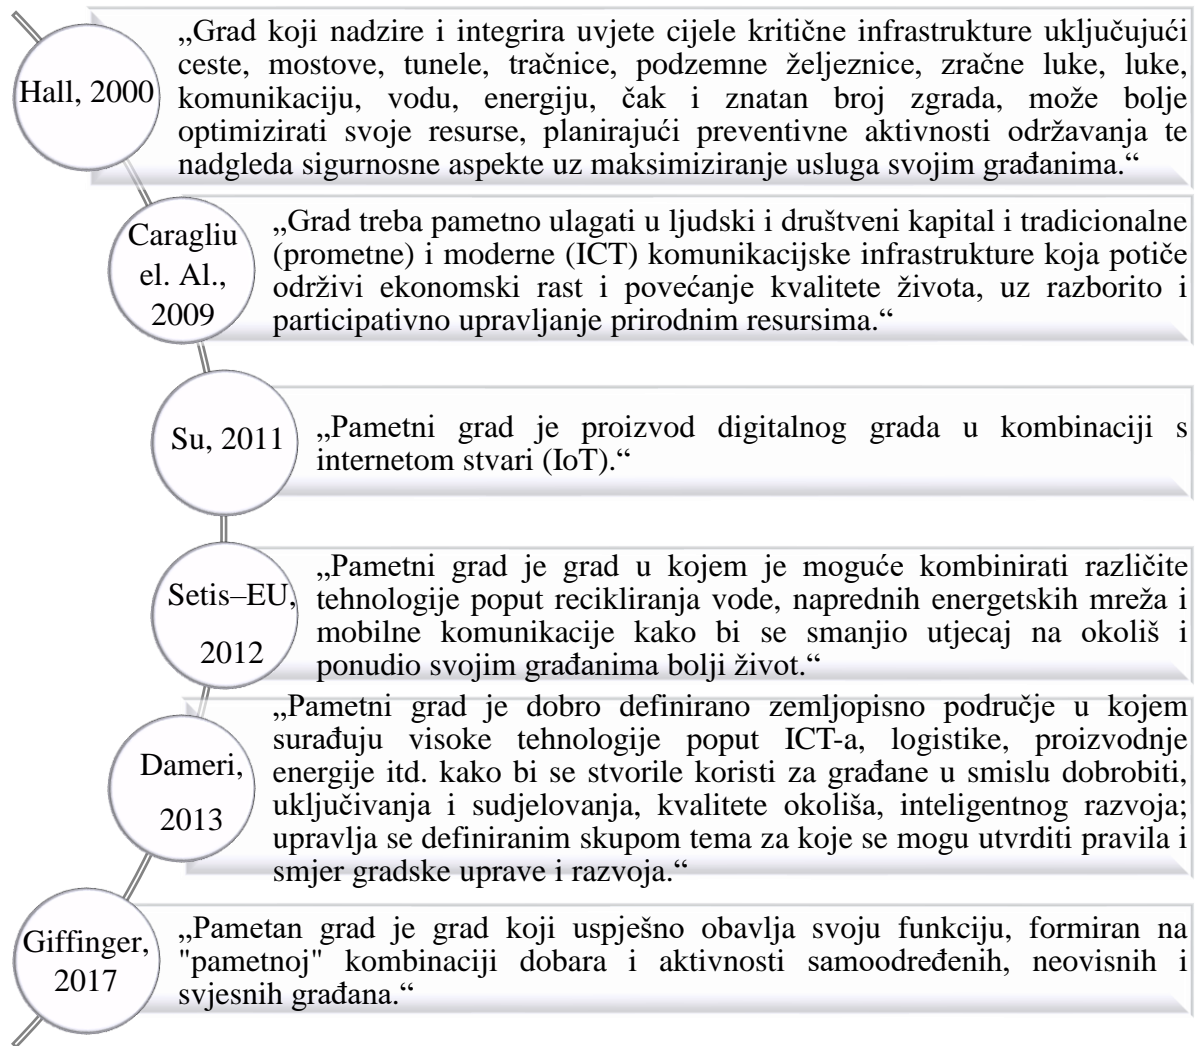 Hall, 2000
„Grad koji nadzire i integrira uvjete cijele kritične infrastrukture uključujući
ceste, mostove, tunele, tračnice, podzemne željeznice, zračne luke, luke,
komunikaciju, vodu, energiju, čak i znatan broj zgrada, može bolje
optimizirati svoje resurse, planirajući preventivne aktivnosti održavanja te
nadgleda sigurnosne aspekte uz maksimiziranje usluga svojim građanima.“
Caragliu
el. Al.,
2009
„Grad treba pametno ulagati u ljudski i društveni kapital i tradicionalne
(prometne) i moderne (ICT) komunikacijske infrastrukture koja potiče
održivi ekonomski rast i povećanje kvalitete života, uz razborito i
participativno upravljanje prirodnim resursima.“
Su, 2011
„Pametni grad je proizvod digitalnog grada u kombinaciji s
internetom stvari (IoT).“
Setis–EU,
2012
„Pametni grad je grad u kojem je moguće kombinirati različite
tehnologije poput recikliranja vode, naprednih energetskih mreža i
mobilne komunikacije kako bi se smanjio utjecaj na okoliš i
ponudio svojim građanima bolji život.“
Dameri,
2013
„Pametni grad je dobro definirano zemljopisno područje u kojem
surađuju visoke tehnologije poput ICT-a, logistike, proizvodnje
energije itd. kako bi se stvorile koristi za građane u smislu dobrobiti,
uključivanja i sudjelovanja, kvalitete okoliša, inteligentnog razvoja;
upravlja se definiranim skupom tema za koje se mogu utvrditi pravila i
smjer gradske uprave i razvoja.“
Giffinger,
2017
„Pametan grad je grad koji uspješno obavlja svoju funkciju, formiran na
"pametnoj" kombinaciji dobara i aktivnosti samoodređenih, neovisnih i
svjesnih građana.“